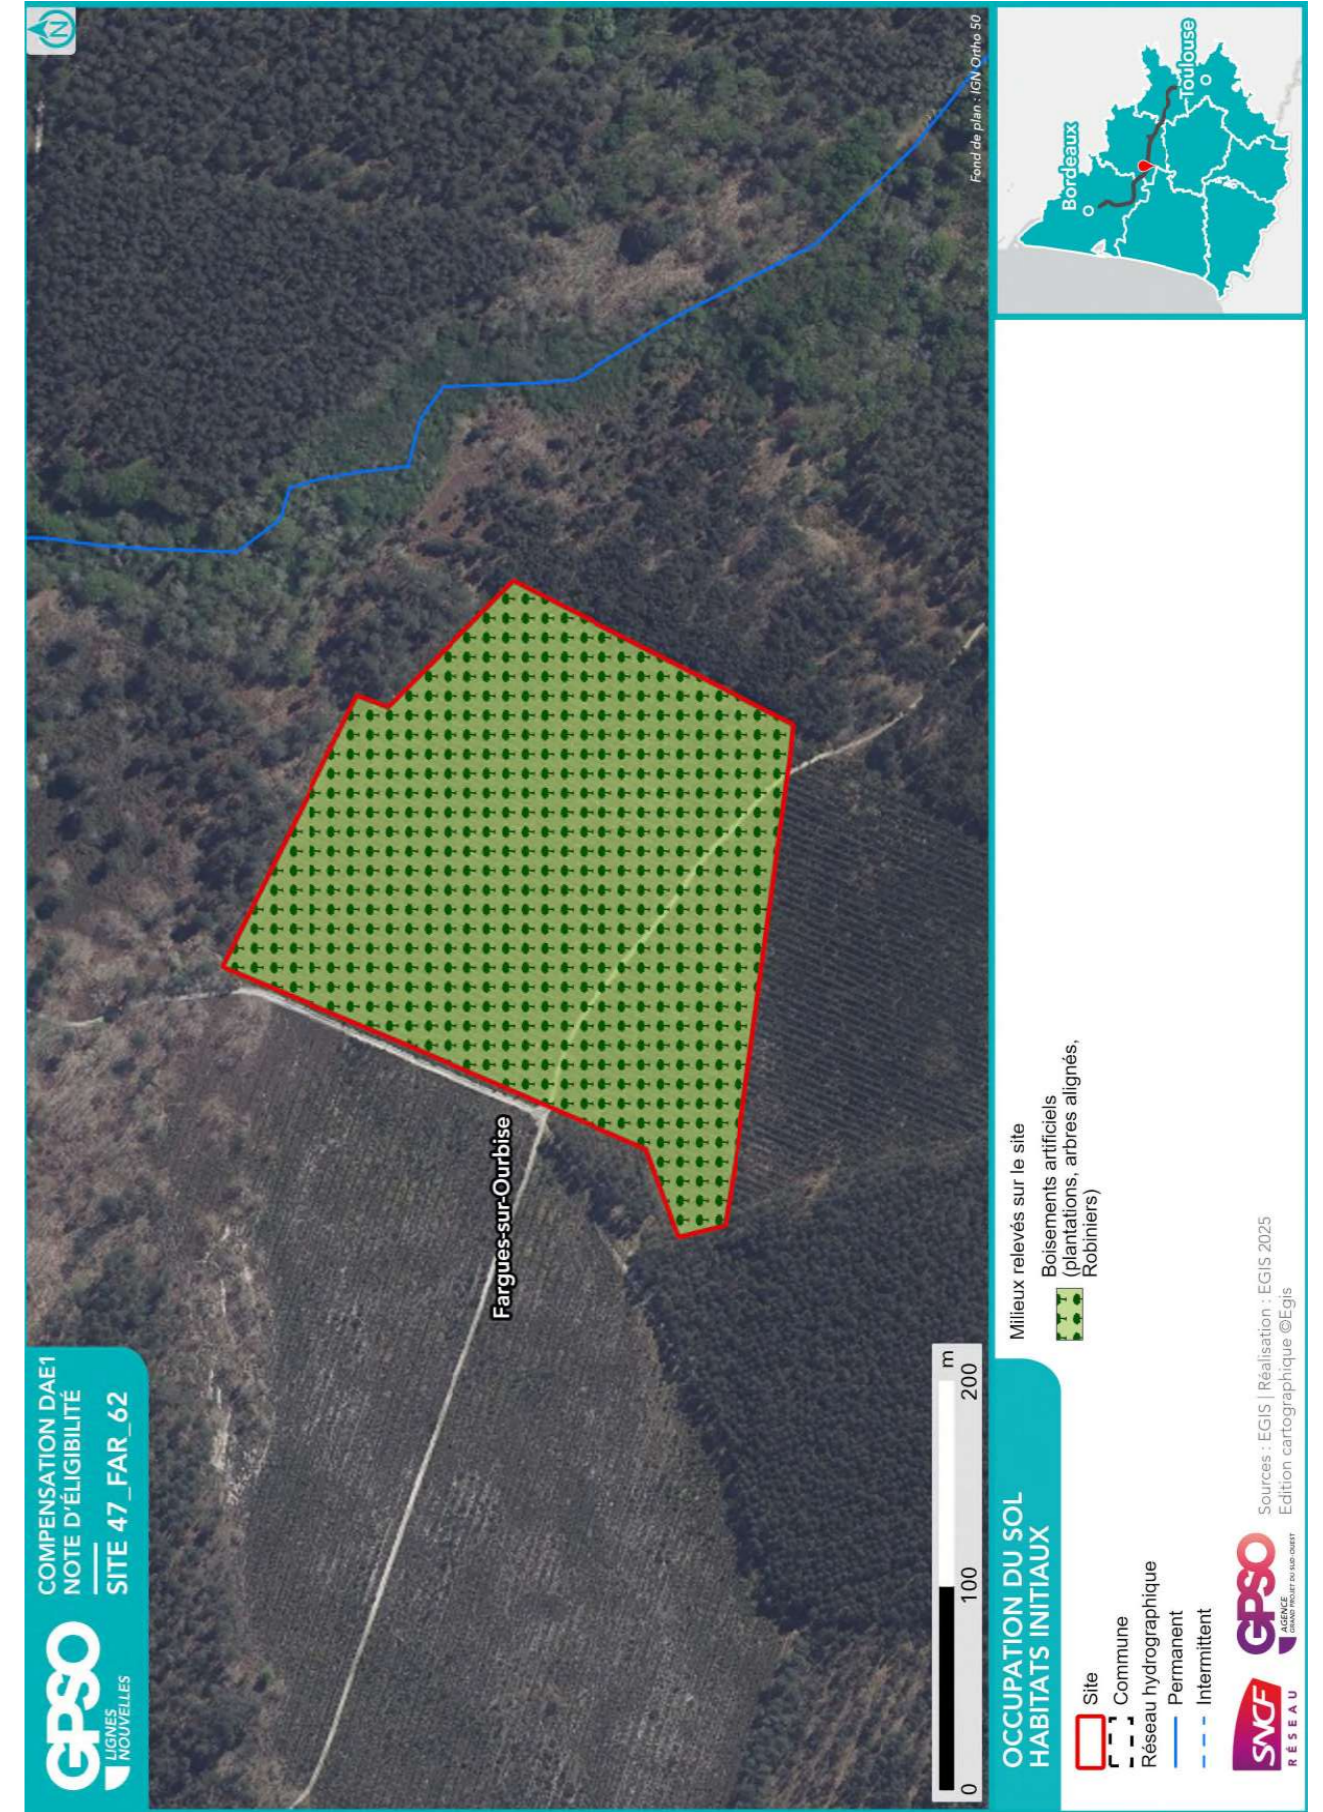 GPSO
LIGNES
NOUVELLES
COMPENSATION DAE1
NOTE D'ÉLIGIBILITÉ
SITE 47_FAR_62
N
Fargues-sur-Ourbise
0 100 200 m
Fond de plan : IGN Ortho 50
OCCUPATION DU SOL
HABITATS INITIAUX
Site
Commune
Réseau hydrographique
Permanent
Intermittent
Milieux relevés sur le site
Boisements artificiels
(plantations, arbres alignés,
Robiniers)
SNCF
RÉSEAU
GPSO
AGENCE
GRAND PROJET DU SUD-OUEST
Sources : EGIS | Réalisation : EGIS 2025
Edition cartographique ©Egis
Bordeaux
Toulouse